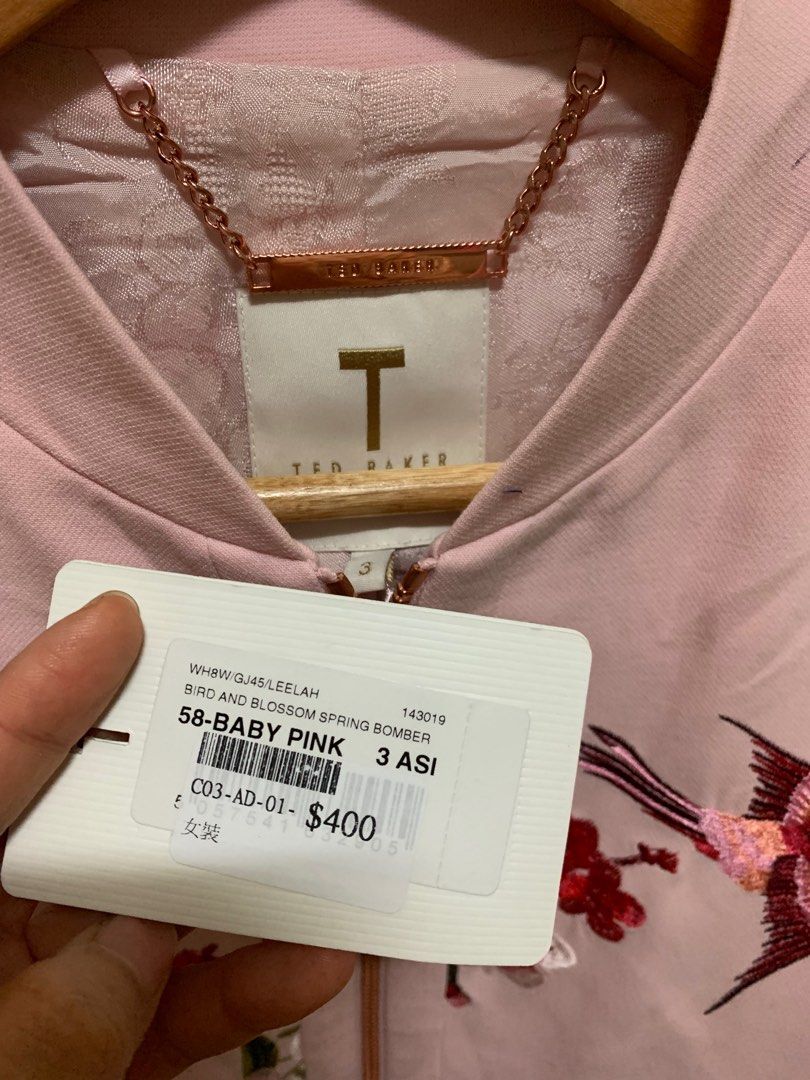 TED BAKER
T
TED BAKER
3
WH8W/GJ45/LEELAH
143019
BIRD AND BLOSSOM SPRING BOMBER
58-BABY PINK 3 ASI
C03-AD-01- $400
女裝